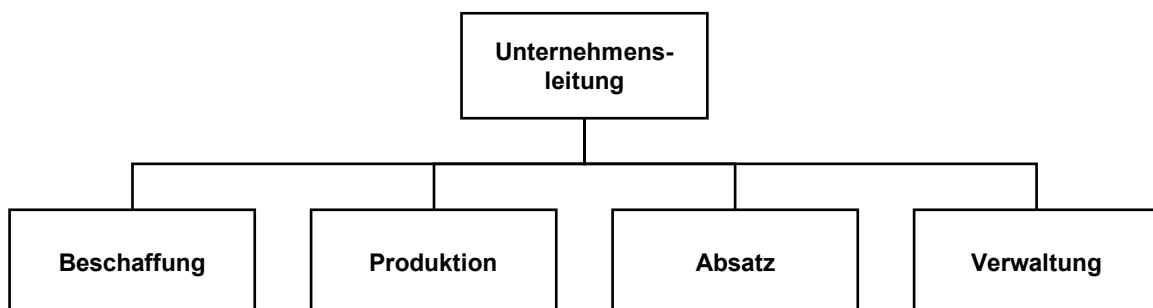 Unternehmens-
leitung
Beschaffung
Produktion
Absatz
Verwaltung